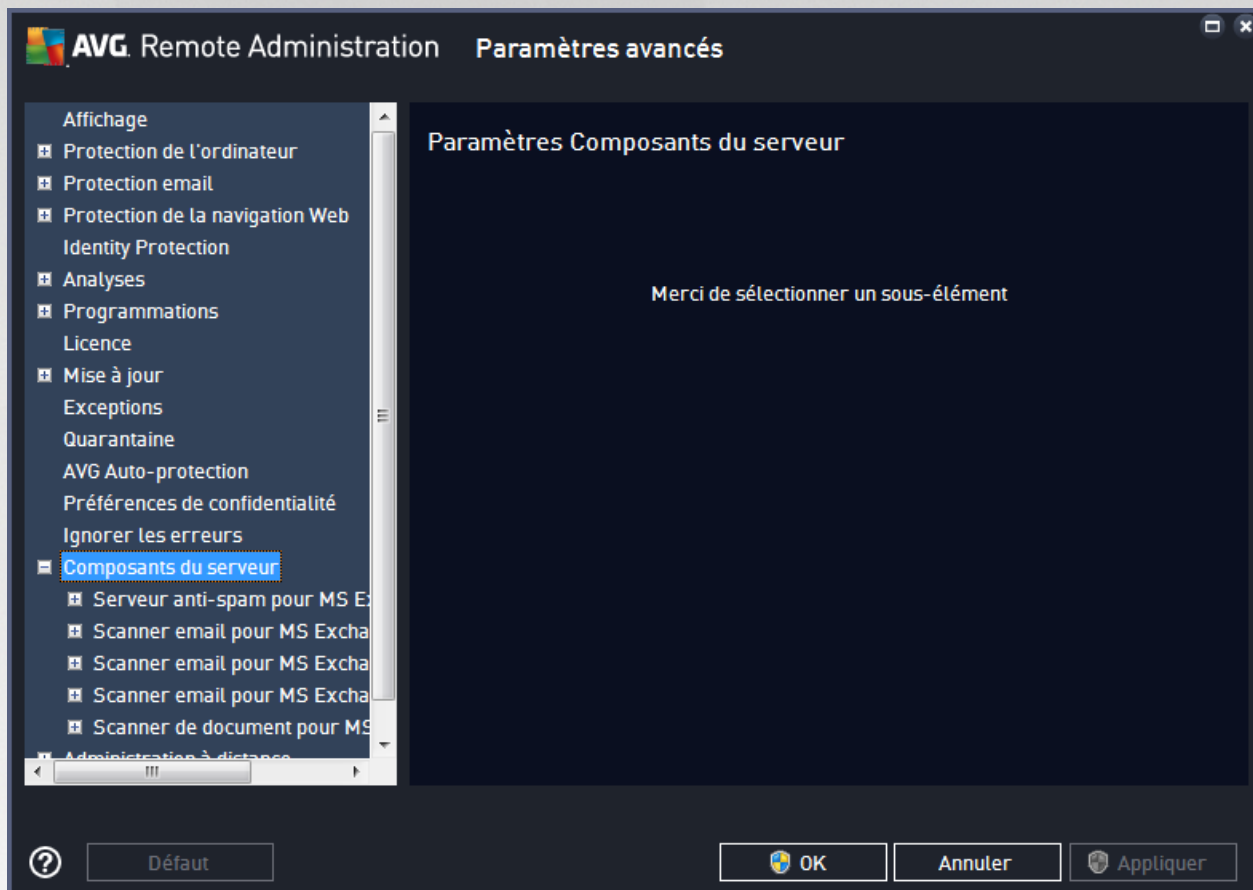 AVG. Remote Administration Paramètres avancés
Affichage
Protection de l'ordinateur
Protection email
Protection de la navigation Web
Identity Protection
Analyses
Programmations
Licence
Mise à jour
Exceptions
Quarantaine
AVG Auto-protection
Préférences de confidentialité
Ignorer les erreurs
Composants du serveur
Serveur anti-spam pour MS E
Scanner email pour MS Excha
Scanner email pour MS Excha
Scanner email pour MS Excha
Scanner de document pour MS
Administration à distance
Paramètres Composants du serveur
Merci de sélectionner un sous-élément
Défaut
OK
Annuler
Appliquer